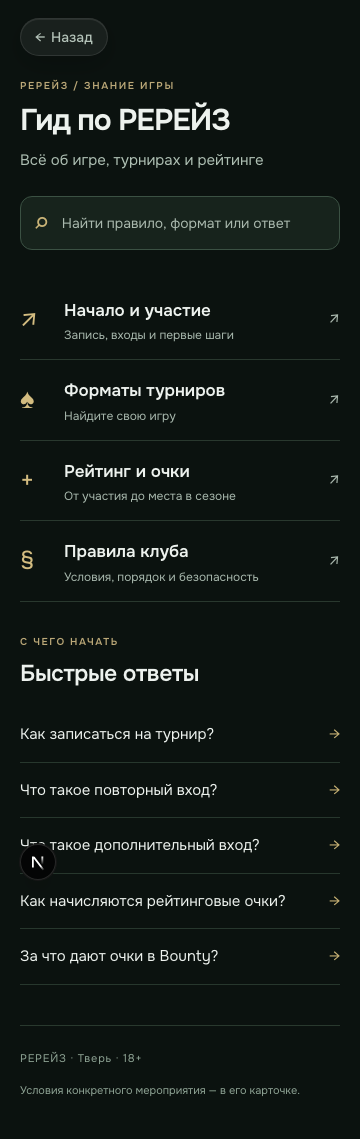 ← Назад
РЕРЕЙЗ / ЗНАНИЕ ИГРЫ
Гид по РЕРЕЙЗ
Всё об игре, турнирах и рейтинге
Найти правило, формат или ответ
Начало и участие
Запись, входы и первые шаги
Форматы турниров
Найдите свою игру
+ Рейтинг и очки
От участия до места в сезоне
§ Правила клуба
Условия, порядок и безопасность
С ЧЕГО НАЧАТЬ
Быстрые ответы
Как записаться на турнир?
Что такое повторный вход?
Что такое дополнительный вход?
N
Как начисляются рейтинговые очки?
За что дают очки в Bounty?
РЕРЕЙЗ · Тверь · 18+
Условия конкретного мероприятия — в его карточке.